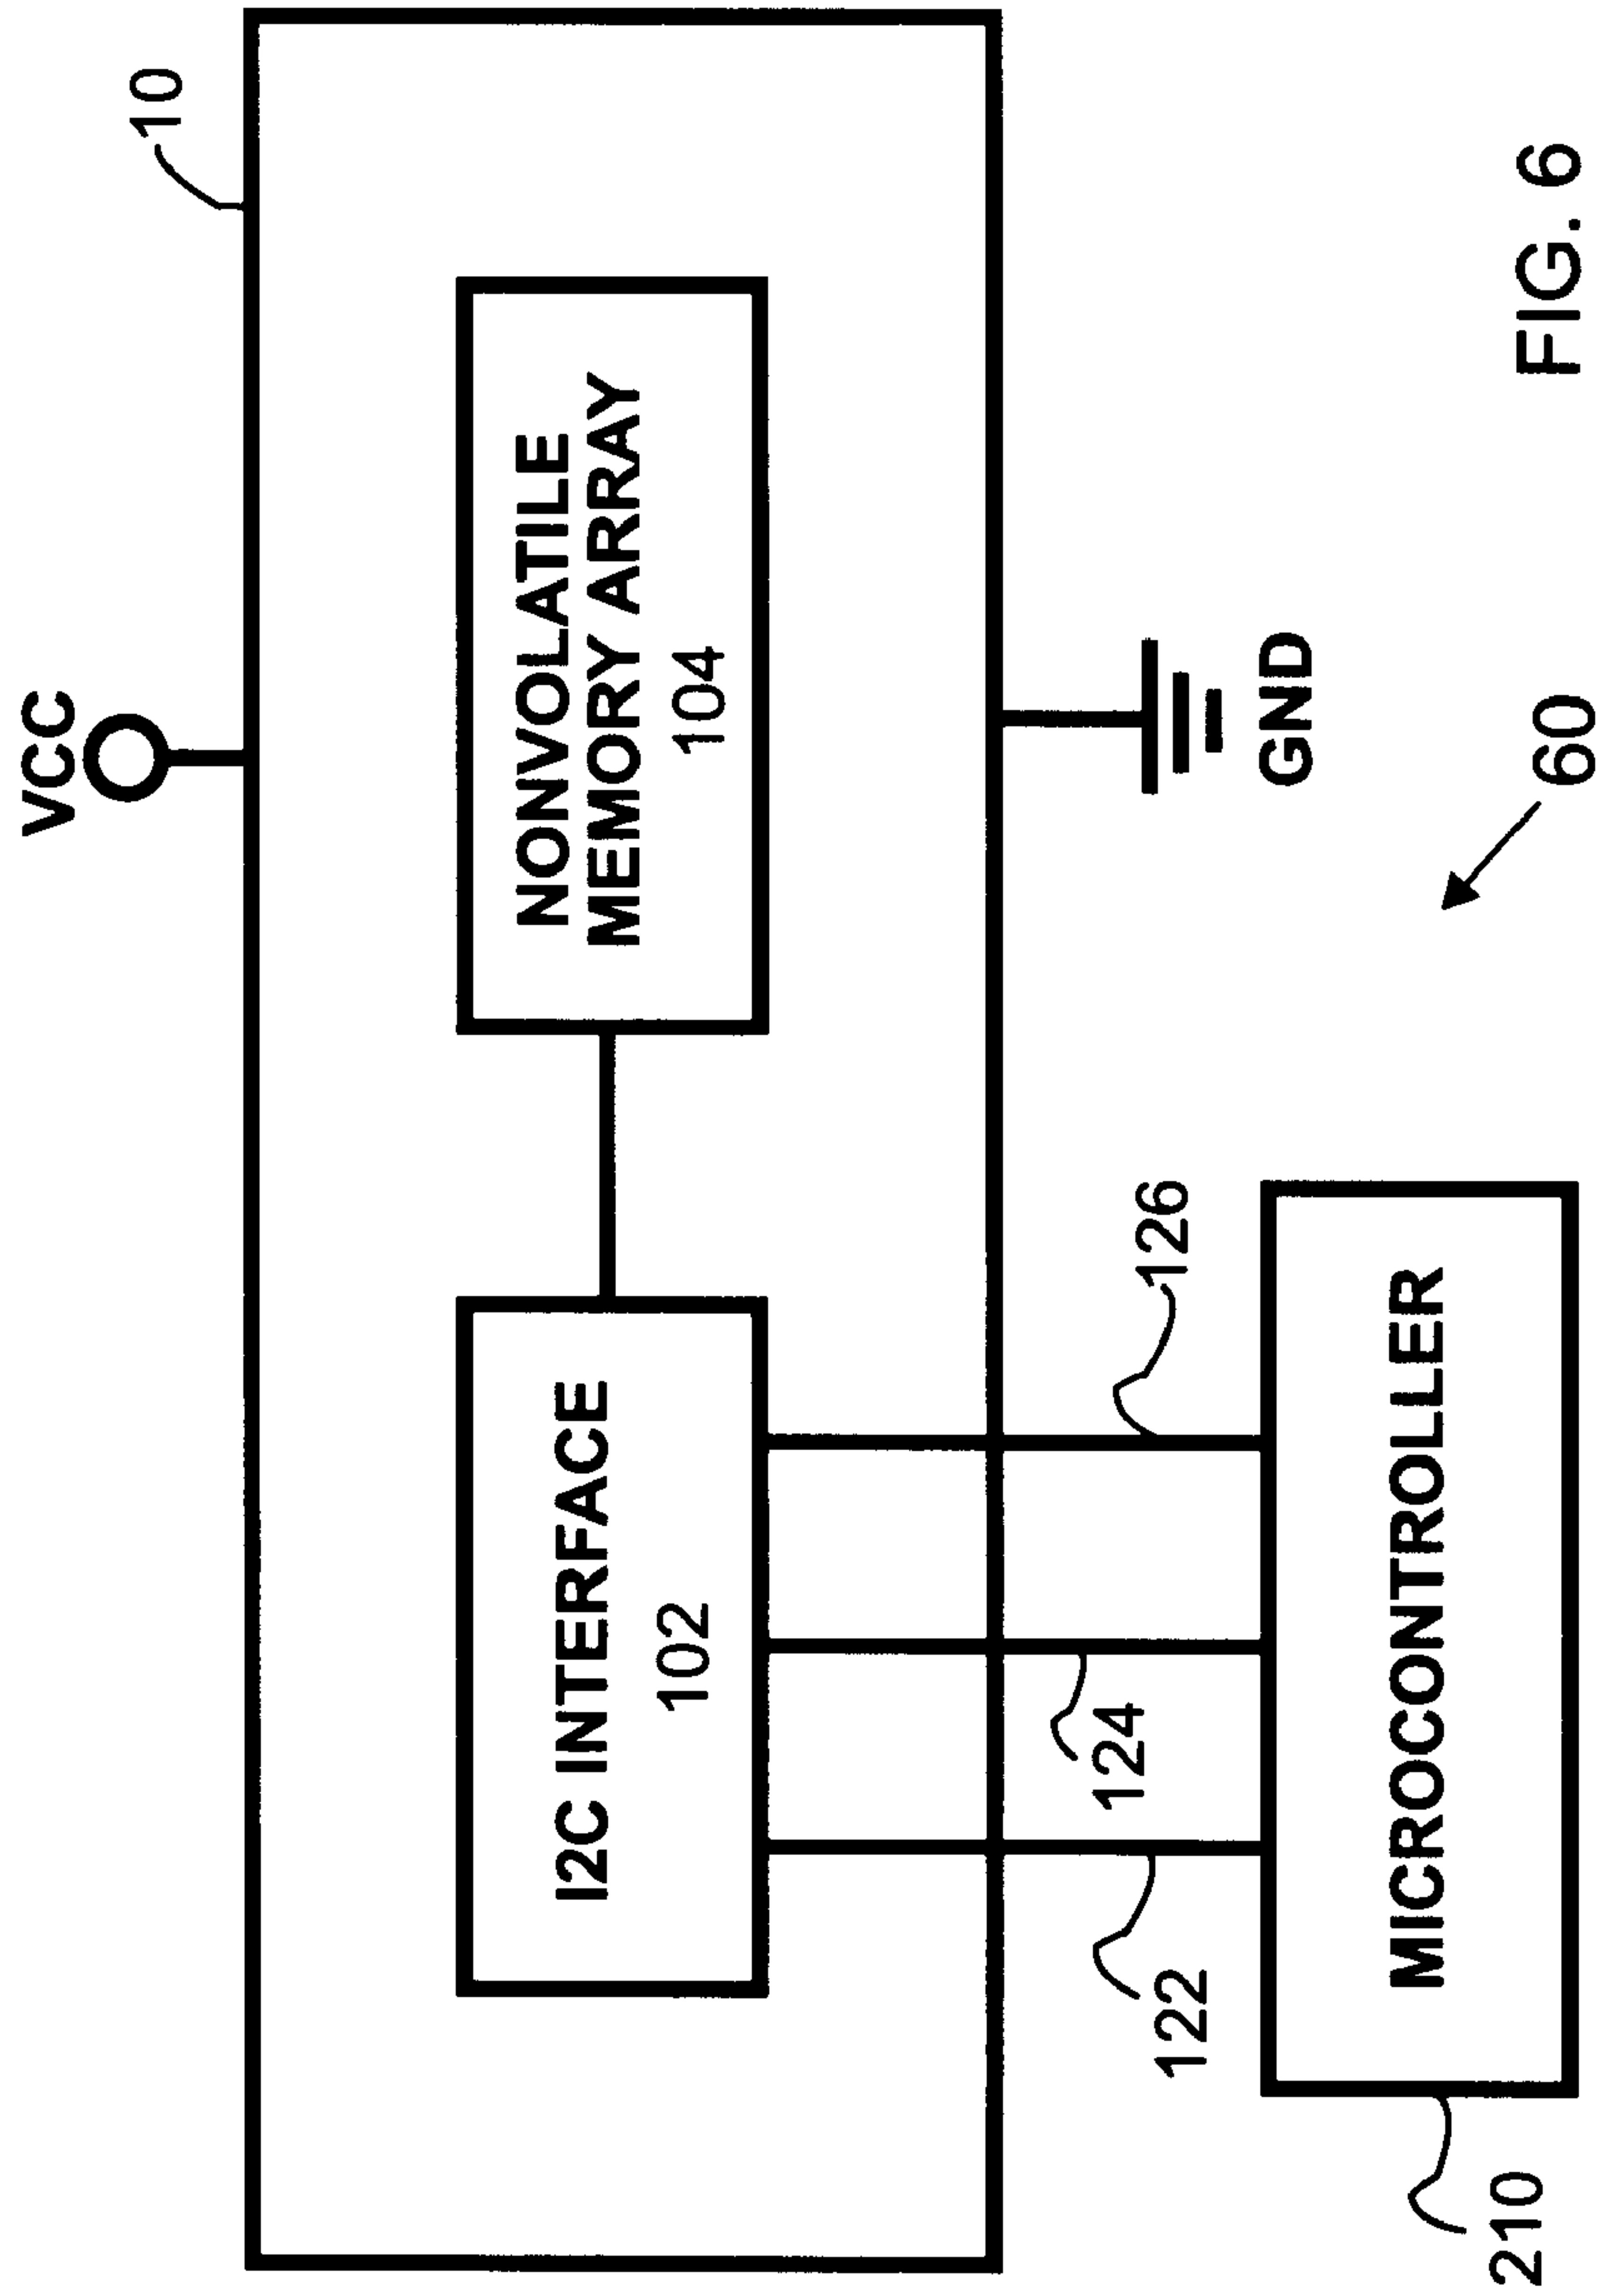 VCC
10
I2C INTERFACE
102
NONVOLATILE
MEMORY ARRAY
104
122
124
126
GND
210
MICROCONTROLLER
60
FIG. 6